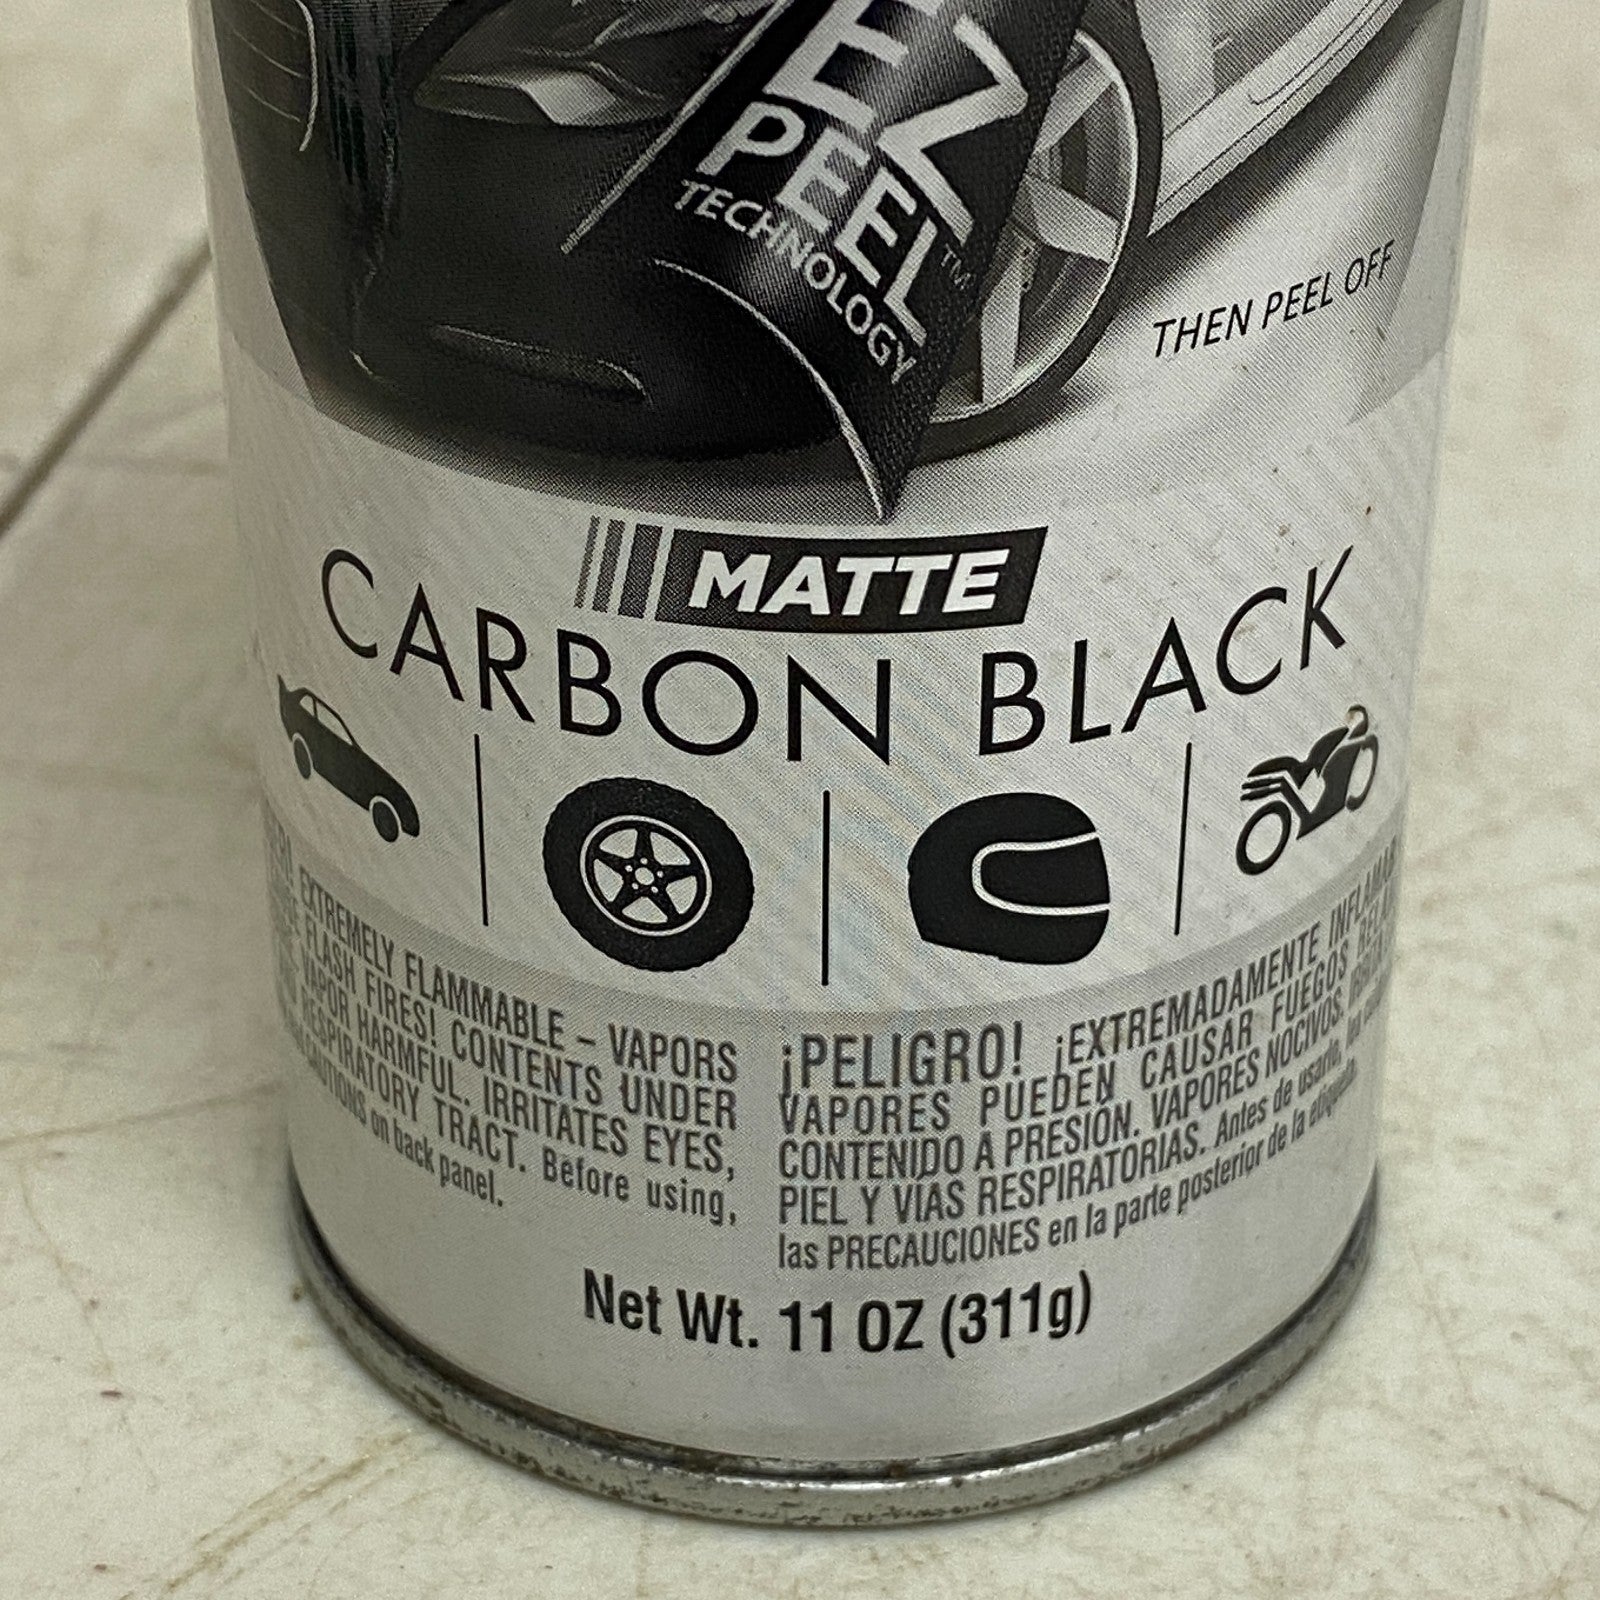 EZ
PEEL™
TECHNOLOGY
THEN PEEL OFF
MATTE
CARBON BLACK
EXTREMELY FLAMMABLE – VAPORS
FLASH FIRES! CONTENTS UNDER
VAPOR HARMFUL. IRRITATES EYES,
RESPIRATORY TRACT. Before using,
on back panel.
¡PELIGRO! ¡EXTREMADAMENTE
VAPORES PUEDEN CAUSAR FUEGOS
CONTENIDO A PRESIÓN. VAPORES NOCIVOS.
PIEL Y VÍAS RESPIRATORIAS. Antes de usarlo,
las PRECAUCIONES en la parte posterior de la etiqueta.
Net Wt. 11 OZ (311g)